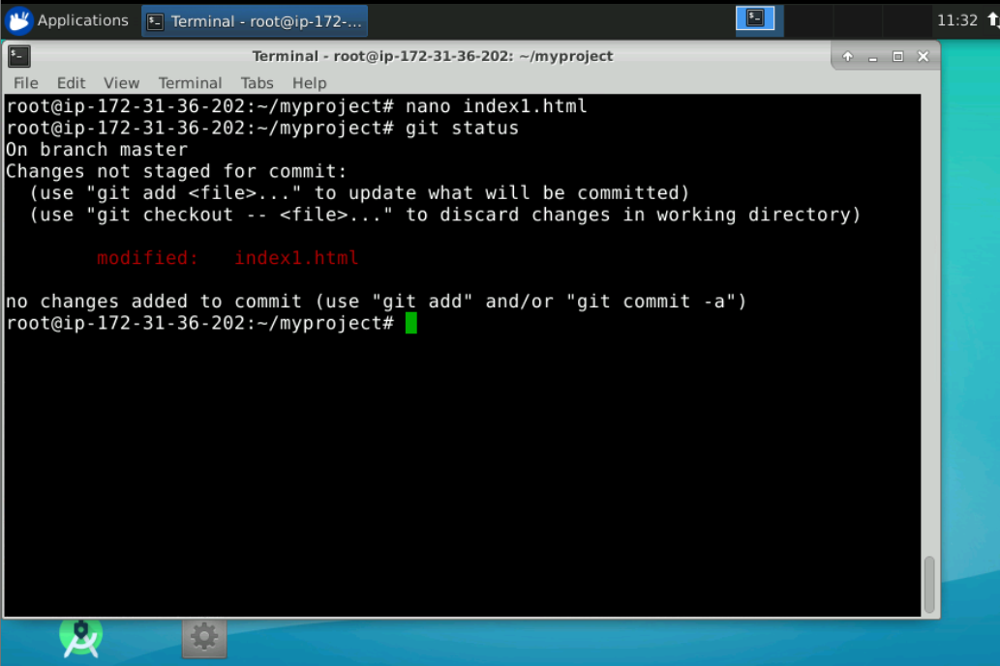 Applications
Terminal - root@ip-172-...
11:32
Terminal - root@ip-172-31-36-202: ~/myproject
File Edit View Terminal Tabs Help
root@ip-172-31-36-202:~/myproject# nano index1.html
root@ip-172-31-36-202:~/myproject# git status
On branch master
Changes not staged for commit:
  (use "git add <file>..." to update what will be committed)
  (use "git checkout -- <file>..." to discard changes in working directory)
        modified:   index1.html
no changes added to commit (use "git add" and/or "git commit -a")
root@ip-172-31-36-202:~/myproject#